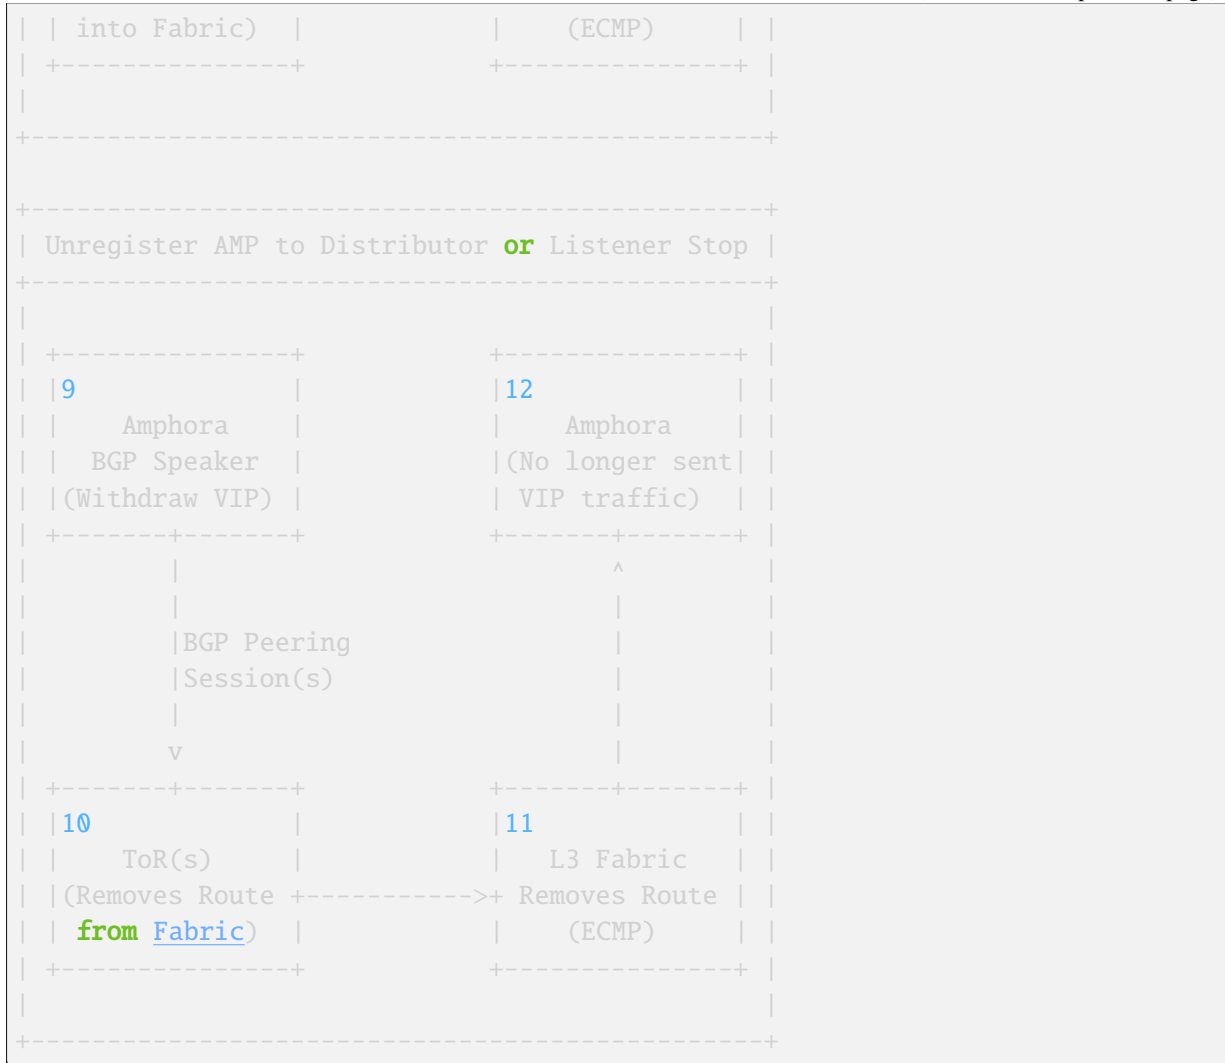 | | into Fabric)  |            |    (ECMP)     | |
| +---------------+            +---------------+ |
|                                                |
+------------------------------------------------+

+------------------------------------------------+
| Unregister AMP to Distributor or Listener Stop |
+------------------------------------------------+
|                                                |
| +---------------+            +---------------+ |
| |9              |            |12             | |
| |    Amphora    |            |    Amphora    | |
| |  BGP Speaker  |            |(No longer sent| |
| |(Withdraw VIP) |            | VIP traffic)  | |
| +-------+-------+            +-------+-------+ |
|         |                            ^         |
|         |                            |         |
|         |BGP Peering                 |         |
|         |Session(s)                  |         |
|         |                            |         |
|         v                            |         |
| +-------+-------+            +-------+-------+ |
| |10             |            |11             | |
| |    ToR(s)     |            |   L3 Fabric   | |
| |(Removes Route +----------->+ Removes Route | |
| | from Fabric)  |            |    (ECMP)     | |
| +---------------+            +---------------+ |
|                                                |
+------------------------------------------------+